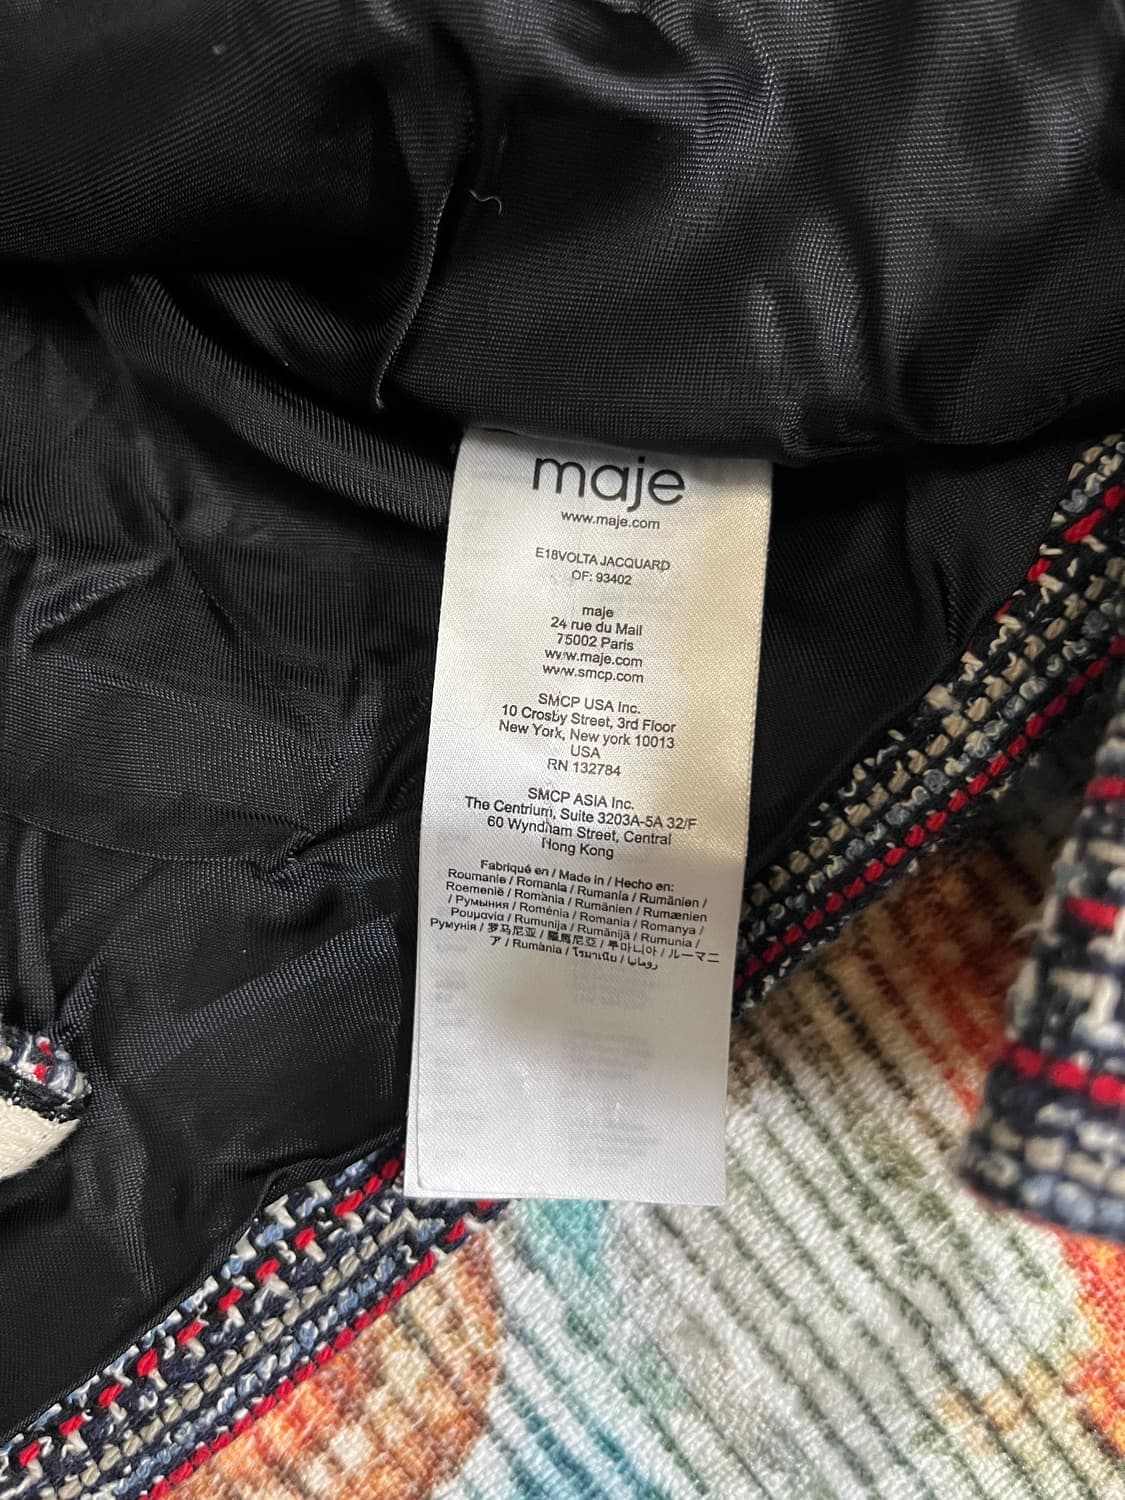 maje
www.maje.com
E18VOLTA JACQUARD
OF: 93402
maje
24 rue du Mail
75002 Paris
www.maje.com
www.smcp.com
SMCP USA Inc.
10 Crosby Street, 3rd Floor
New York, New york 10013
USA
RN 132784
SMCP ASIA Inc.
The Centrium, Suite 3203A-5A 32/F
60 Wyndham Street, Central
Hong Kong
Fabriqué en / Made in / Hecho en:
Roumanie / Romania / Rumanía / Rumänien /
Roemenië / România / Rumänien / Rumænien
/ Румыния / Roménia / Romania / Romanya /
Ρουμανία / Rumunija / Rumānijā / Rumunia /
Румунія / 罗马尼亚 / 羅馬尼亞 / 루마니아 / ルーマニ
ア / Rumània / โรมาเนีย / رومانيا